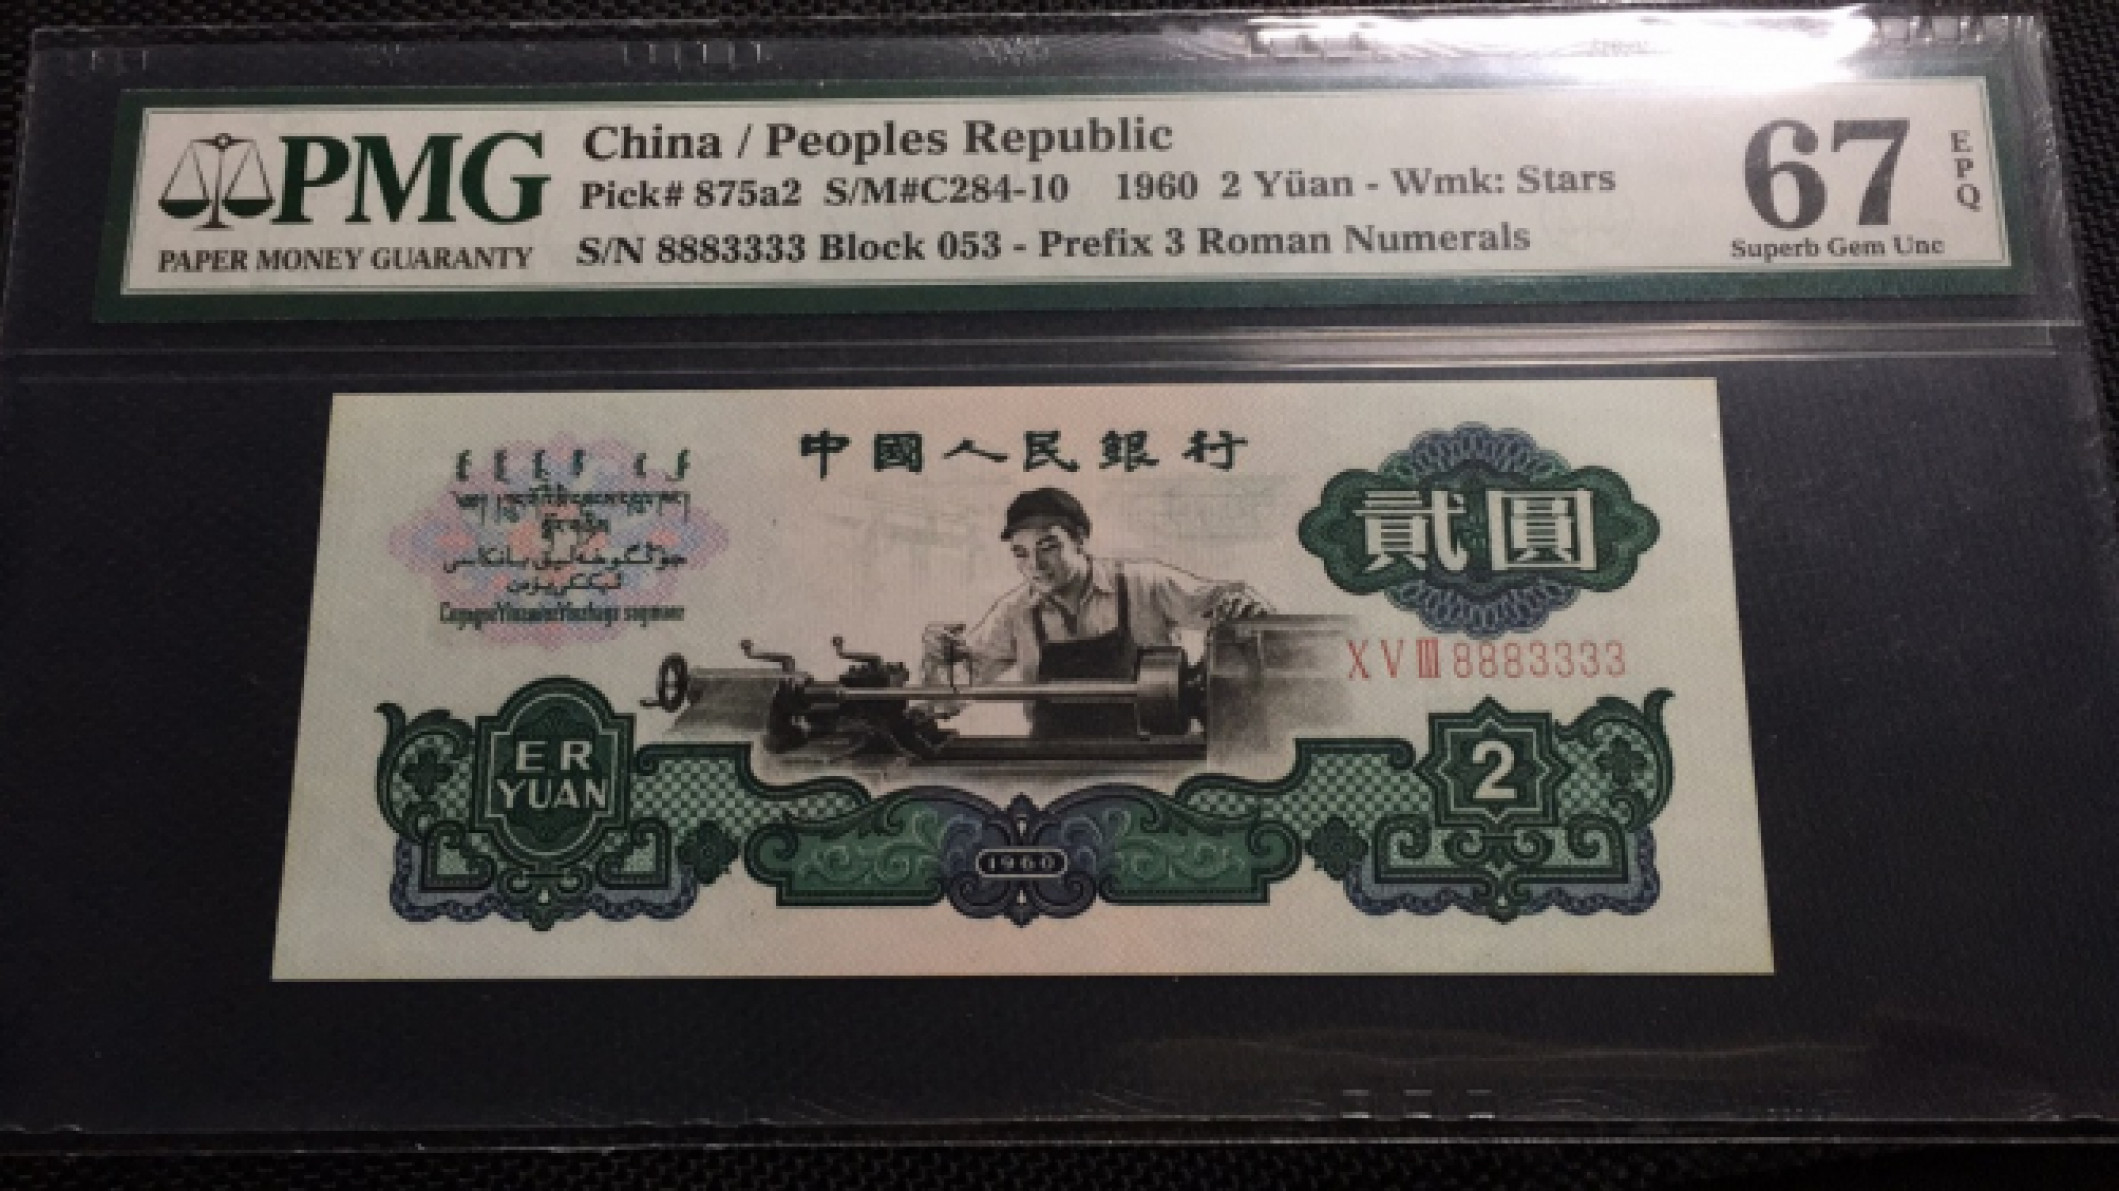 PMG
PAPER MONEY GUARANTY
China / Peoples Republic
Pick# 875a2 S/M#C284-10 1960 2 Yüan - Wmk: Stars
S/N 8883333 Block 053 - Prefix 3 Roman Numerals
67
EPQ
Superb Gem Unc
中國人民銀行
貳圓
X V III 8883333
ER
YUAN
2
1960